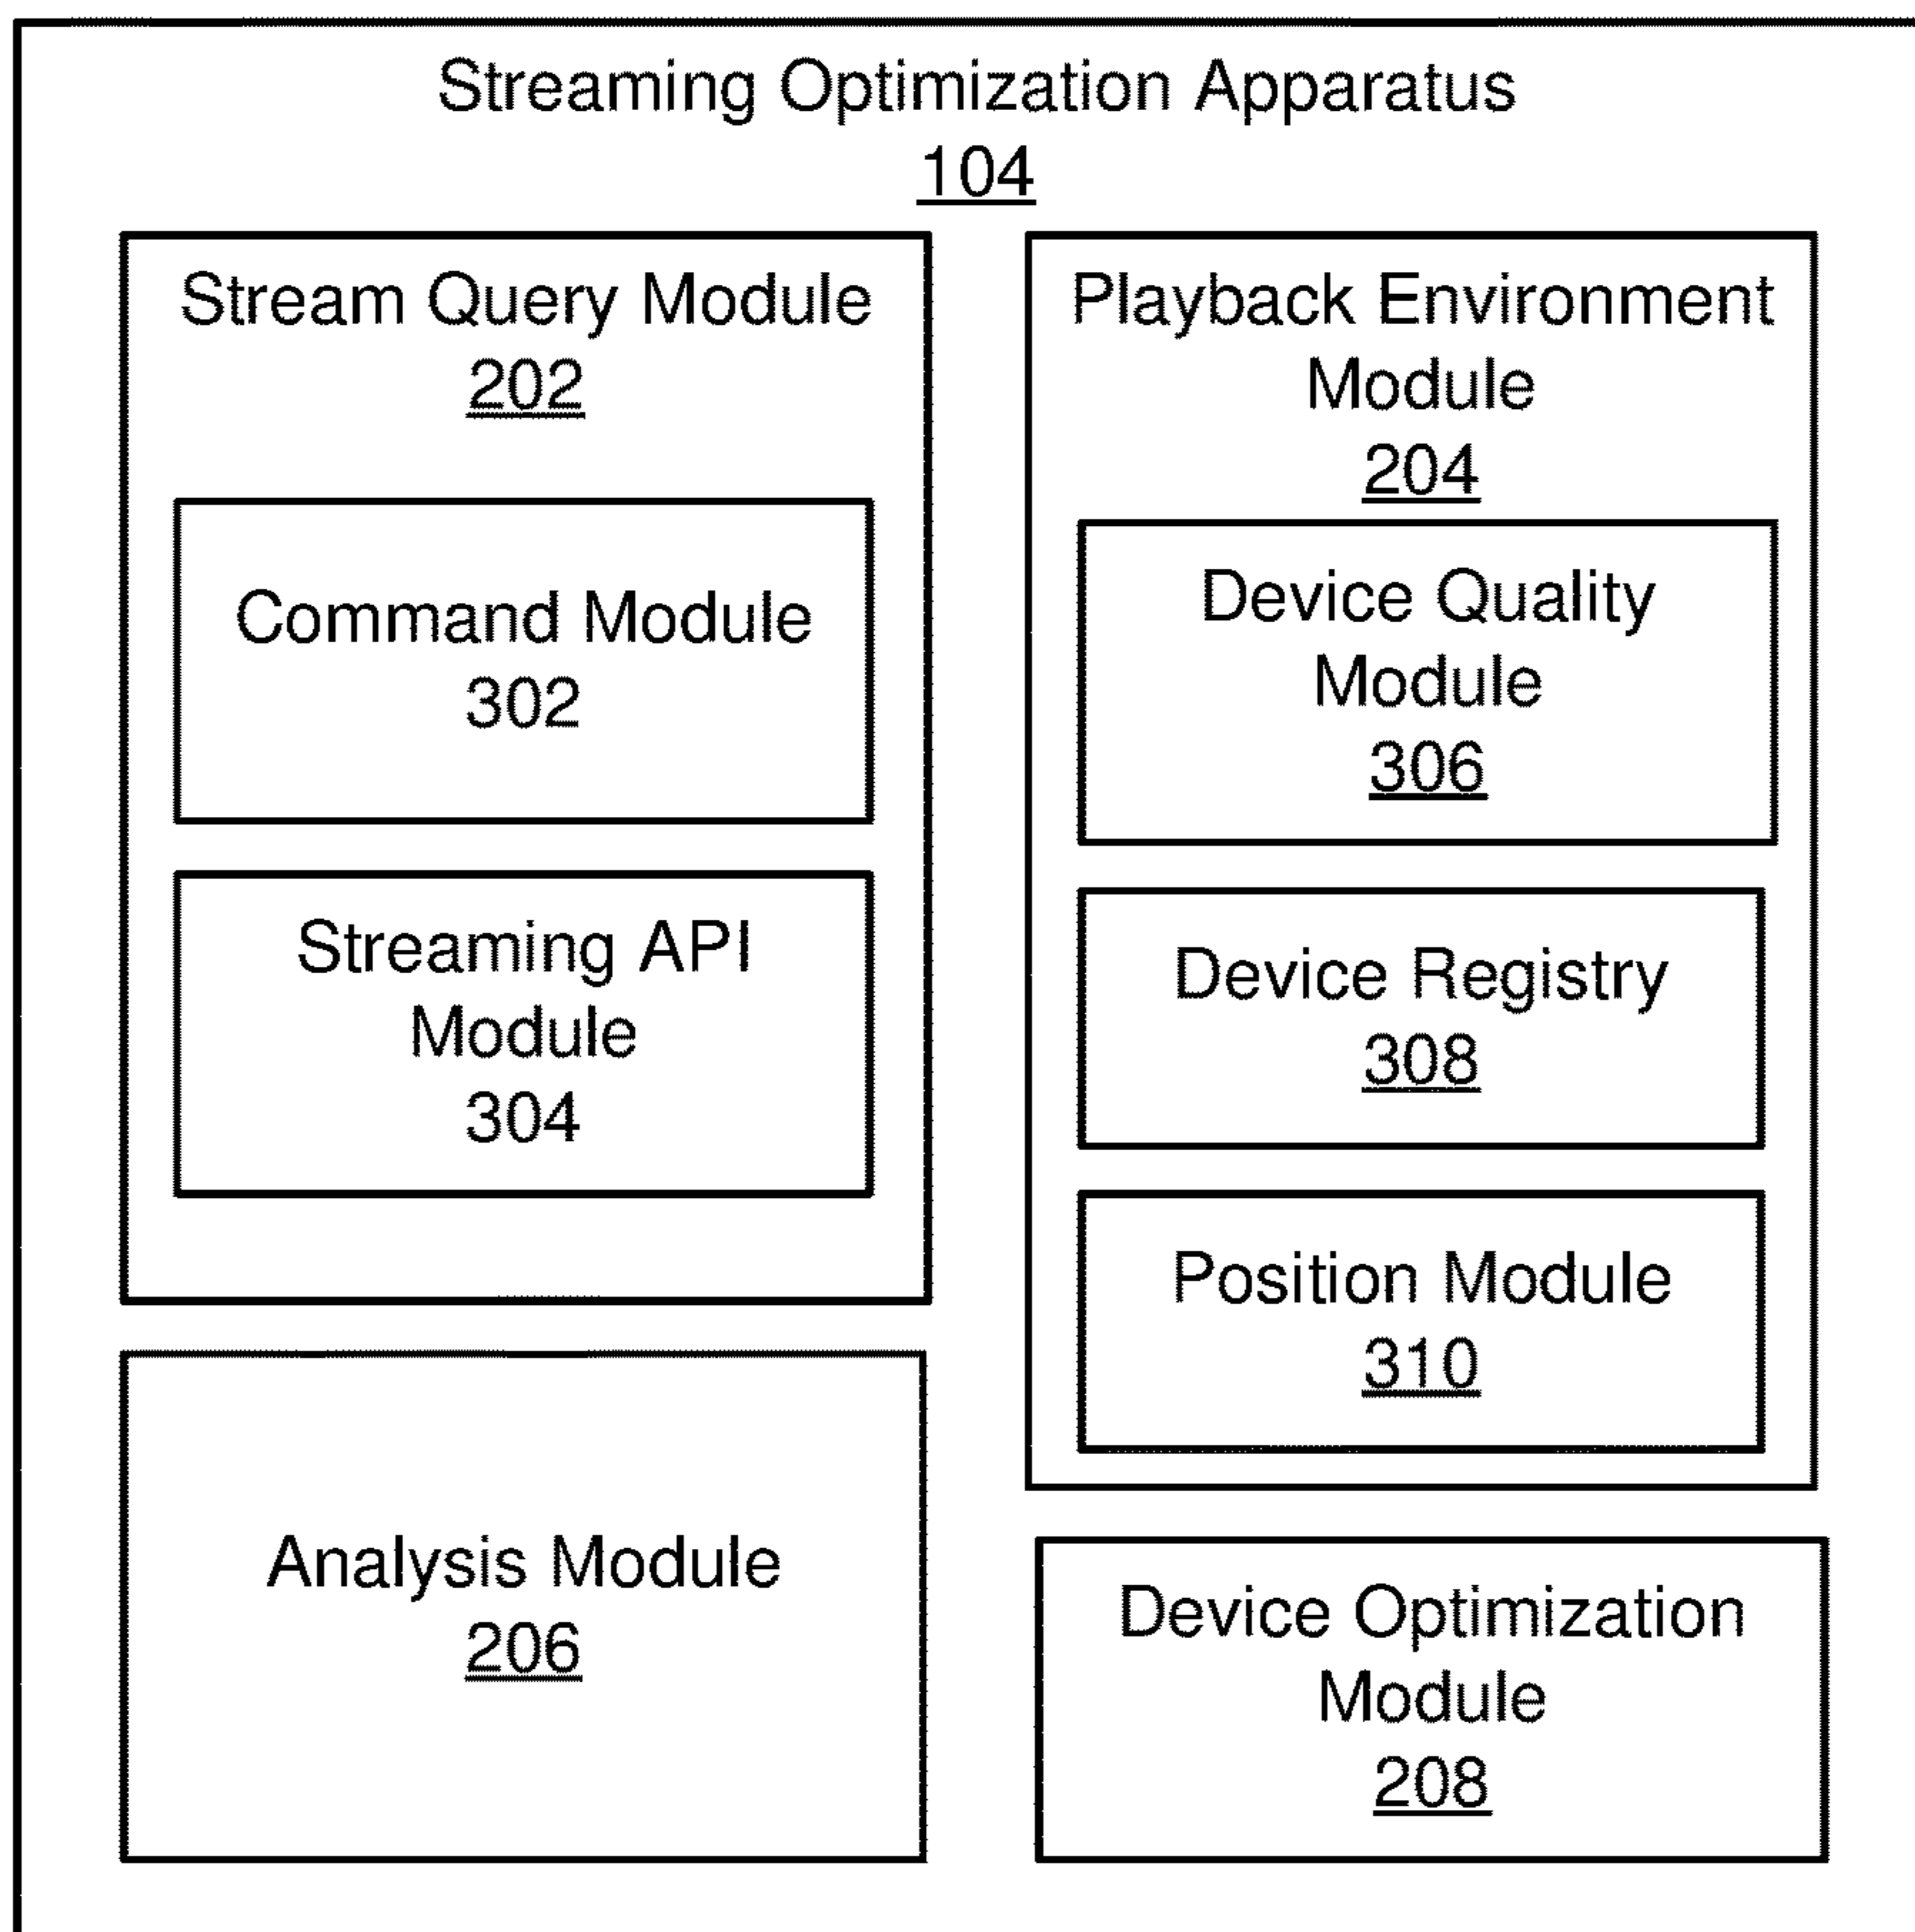 Streaming Optimization Apparatus
104
Stream Query Module
202
Command Module
302
Streaming API
Module
304
Playback Environment
Module
204
Device Quality
Module
306
Device Registry
308
Position Module
310
Analysis Module
206
Device Optimization
Module
208